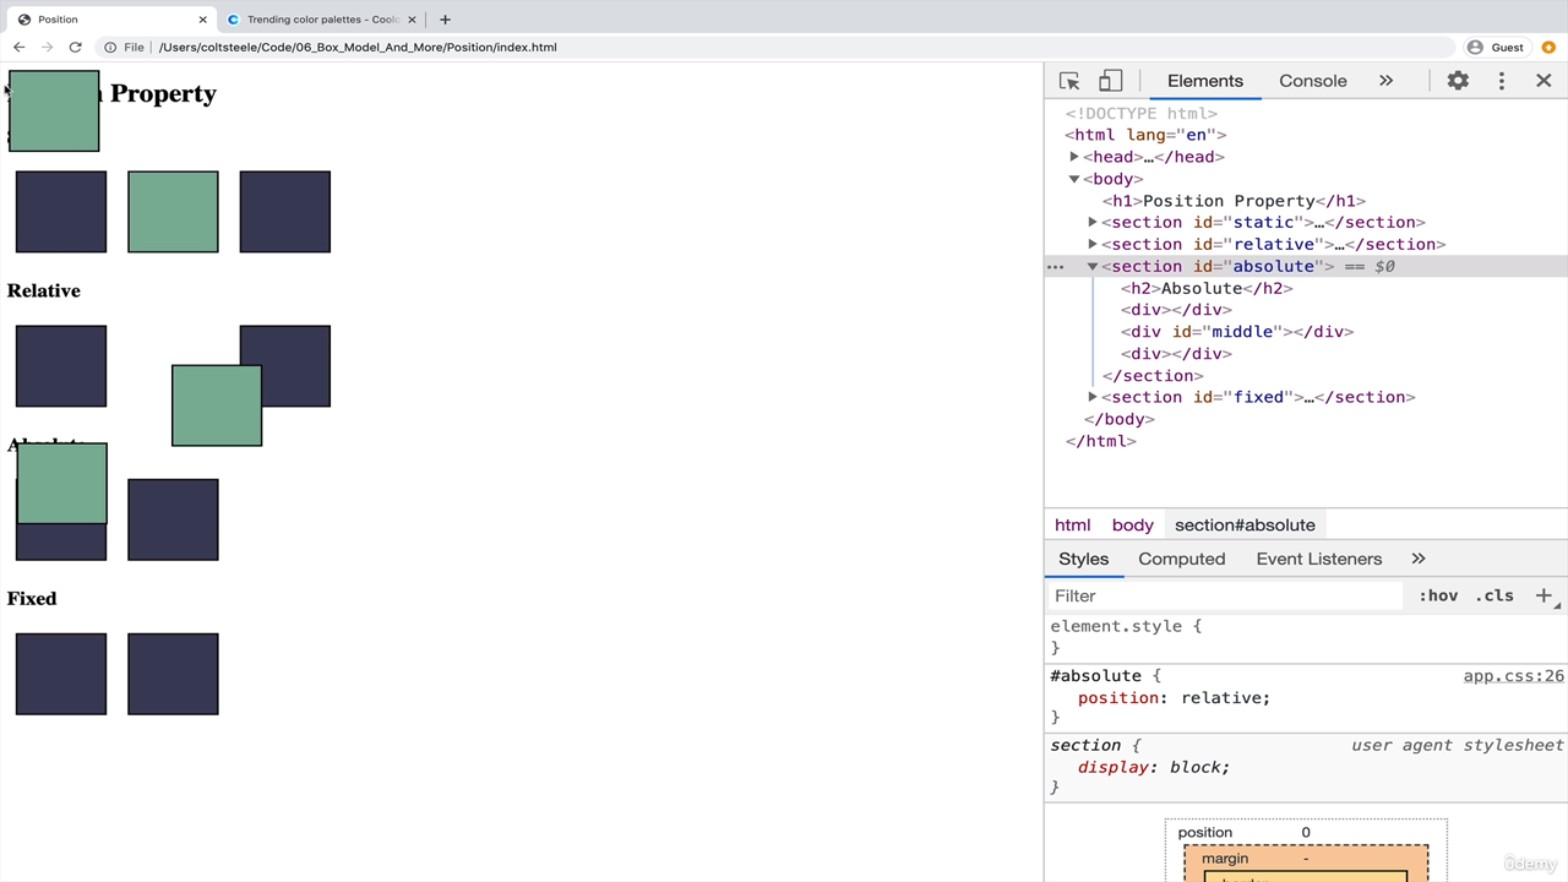 Position
Trending color palettes - Coolo
File
/Users/coltsteele/Code/06_Box_Model_And_More/Position/index.html
Guest
Property
Relative
Fixed
Elements
Console
<!DOCTYPE html>
<html lang="en">
<head>…</head>
<body>
<h1>Position Property</h1>
<section id="static">…</section>
<section id="relative">…</section>
<section id="absolute"> == $0
<h2>Absolute</h2>
<div></div>
<div id="middle"></div>
<div></div>
</section>
<section id="fixed">…</section>
</body>
</html>
html body section#absolute
Styles Computed Event Listeners
Filter
:hov .cls +
element.style {
}
#absolute { app.css:26
position: relative;
}
section { user agent stylesheet
display: block;
}
position 0
margin -
ûdemy